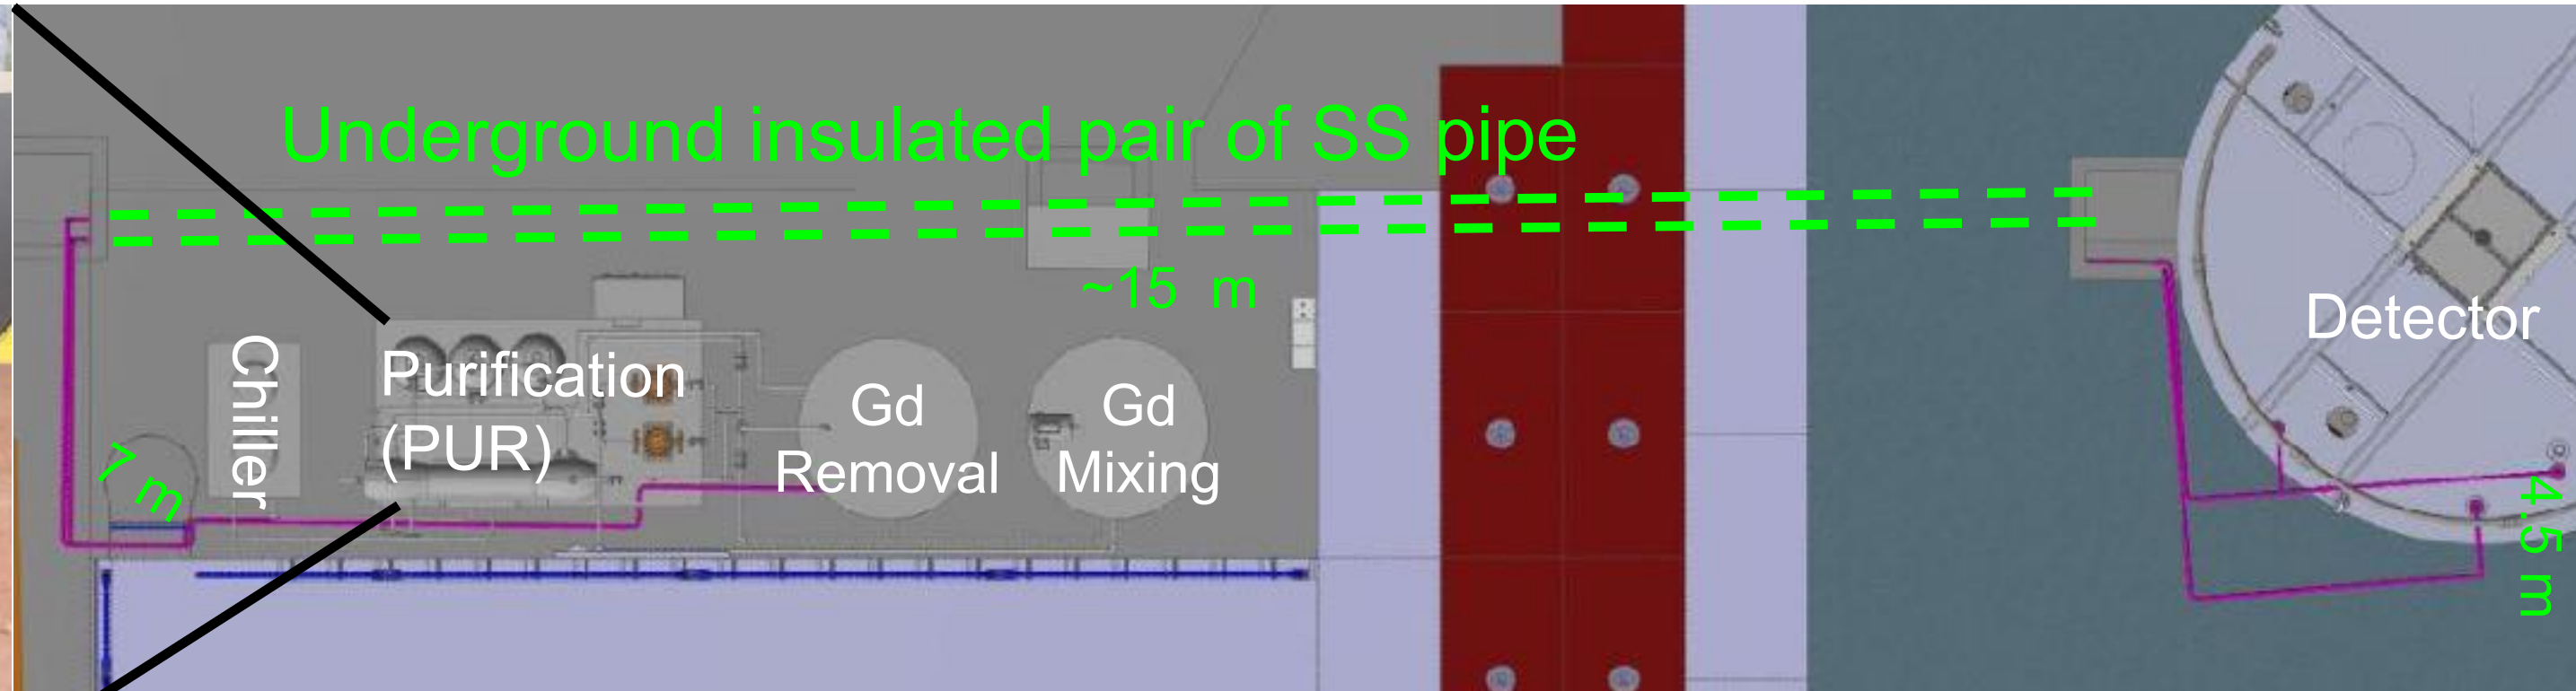 Underground insulated pair of SS pipe
~15 m
Detector
Chiller
Purification
(PUR)
Gd
Removal
Gd
Mixing
7 m
4.5 m